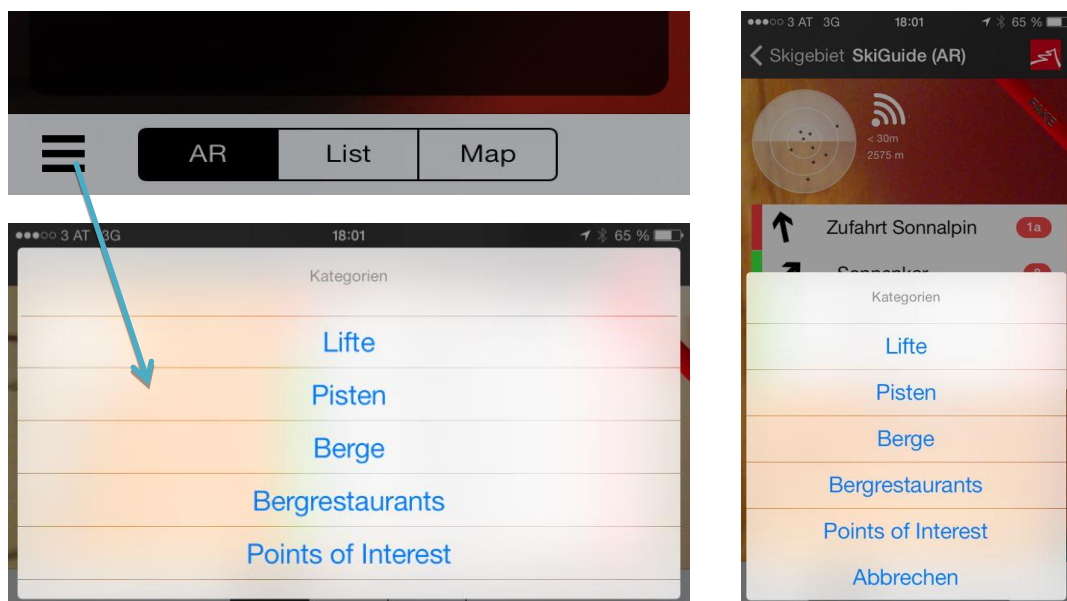 AR List Map
3 AT 3G 18:01 65 %
Kategorien
Lifte
Pisten
Berge
Bergrestaurants
Points of Interest
3 AT 3G 18:01 65 %
Skigebiet SkiGuide (AR)
FAKE
< 30m
2575 m
Zufahrt Sonnalpin 1a
Kategorien
Lifte
Pisten
Berge
Bergrestaurants
Points of Interest
Abbrechen